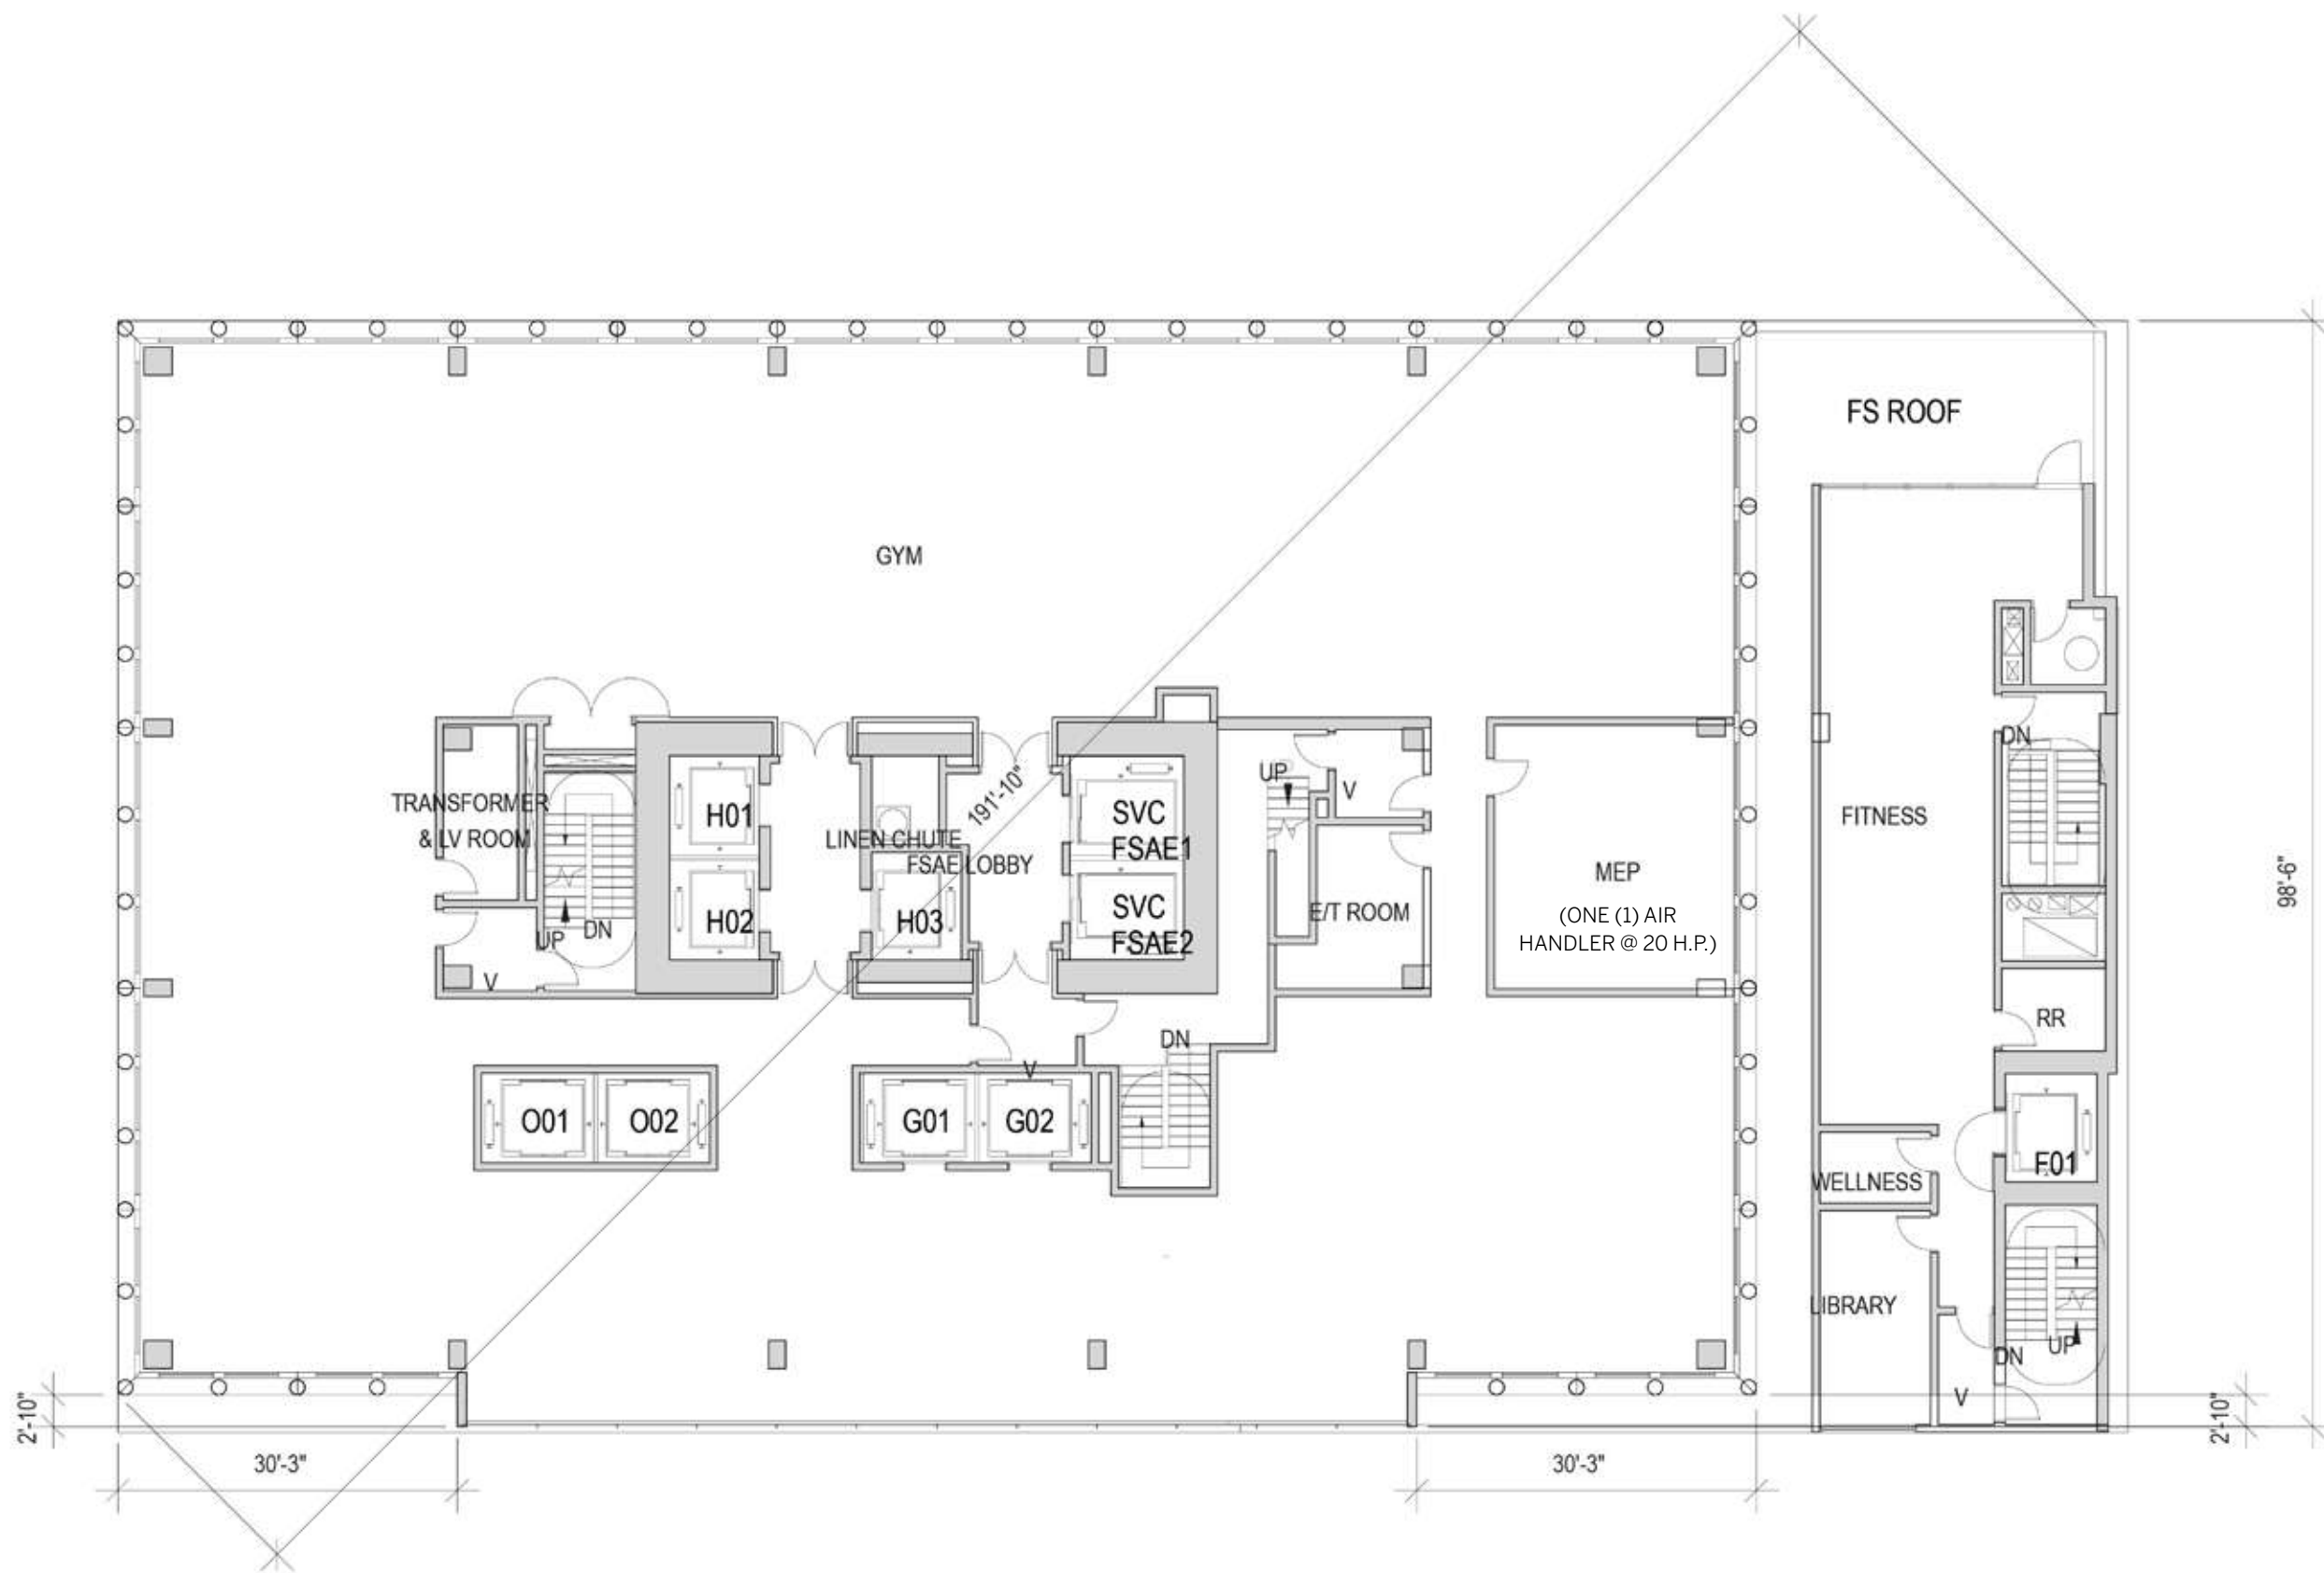 FS ROOF
GYM
98'-6"
DN
UP
TRANSFORMER
& LV ROOM
H01
191'-10"
LINEN CHUTE
FSAE LOBBY
SVC
FSAE1
V
FITNESS
MEP
(ONE (1) AIR
HANDLER @ 20 H.P.)
H02
H03
SVC
FSAE2
E/T ROOM
UP
DN
V
RR
DN
V
O01
O02
G01
G02
F01
WELLNESS
LIBRARY
DN
UP
V
2'-10"
2'-10"
30'-3"
30'-3"